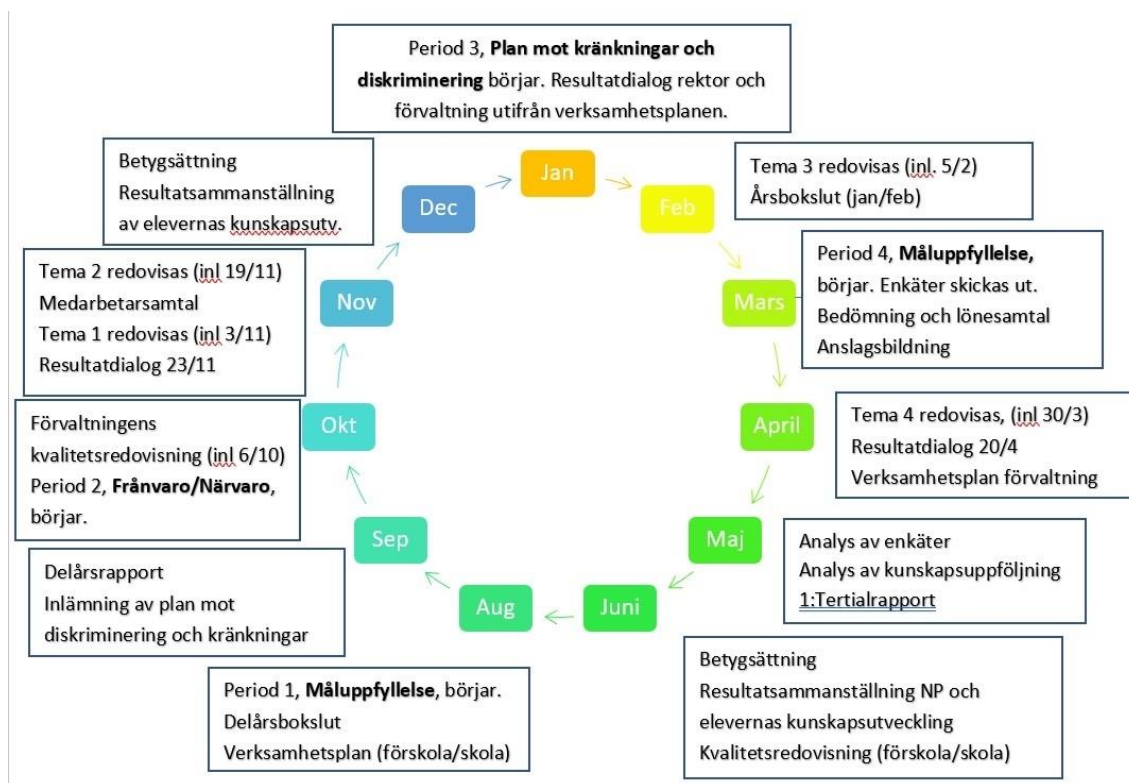 Period 3, Plan mot kränkningar och
diskriminering börjar. Resultatdialog rektor och
förvaltning utifrån verksamhetsplanen.
Jan
Tema 3 redovisas (inl. 5/2)
Årsbokslut (jan/feb)
Feb
Period 4, Måluppfyllelse,
börjar. Enkäter skickas ut.
Bedömning och lönesamtal
Anslagsbildning
Mars
Tema 4 redovisas, (inl 30/3)
Resultatdialog 20/4
Verksamhetsplan förvaltning
April
Analys av enkäter
Analys av kunskapsuppföljning
1:Tertialrapport
Maj
Betygsättning
Resultatsammanställning NP och
elevernas kunskapsutveckling
Kvalitetsredovisning (förskola/skola)
Juni
Period 1, Måluppfyllelse, börjar.
Delårsbokslut
Verksamhetsplan (förskola/skola)
Aug
Delårsrapport
Inlämning av plan mot
diskriminering och kränkningar
Sep
Förvaltningens
kvalitetsredovisning (inl 6/10)
Period 2, Frånvaro/Närvaro,
börjar.
Okt
Tema 2 redovisas (inl 19/11)
Medarbetarsamtal
Tema 1 redovisas (inl 3/11)
Resultatdialog 23/11
Nov
Betygsättning
Resultatsammanställning
av elevernas kunskapsutv.
Dec